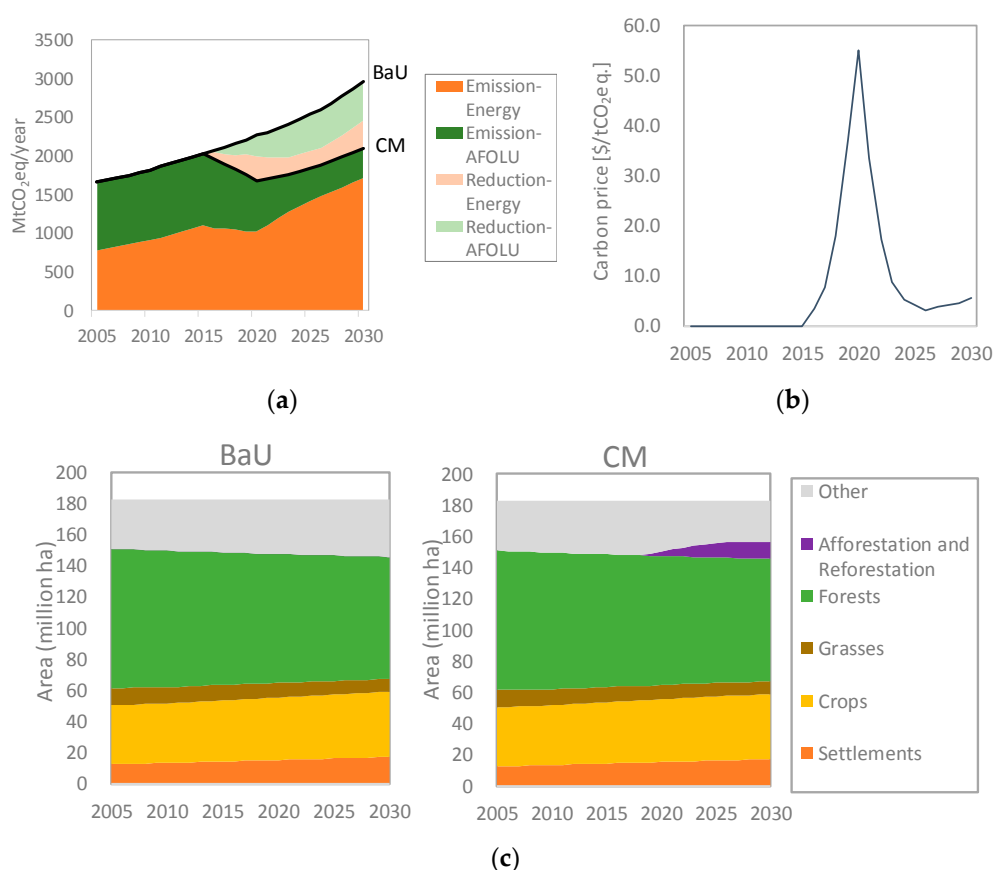 MtCO₂eq/year
3500
3000
2500
2000
1500
1000
500
0
2005 2010 2015 2020 2025 2030
BaU
CM
Emission-
Energy
Emission-
AFOLU
Reduction-
Energy
Reduction-
AFOLU
(a)
Carbon price [$/tCO₂eq.]
60.0
50.0
40.0
30.0
20.0
10.0
0.0
2005 2010 2015 2020 2025 2030
(b)
BaU
Area (million ha)
200
180
160
140
120
100
80
60
40
20
0
2005 2010 2015 2020 2025 2030
CM
Area (million ha)
200
180
160
140
120
100
80
60
40
20
0
2005 2010 2015 2020 2025 2030
Other
Afforestation and
Reforestation
Forests
Grasses
Crops
Settlements
(c)